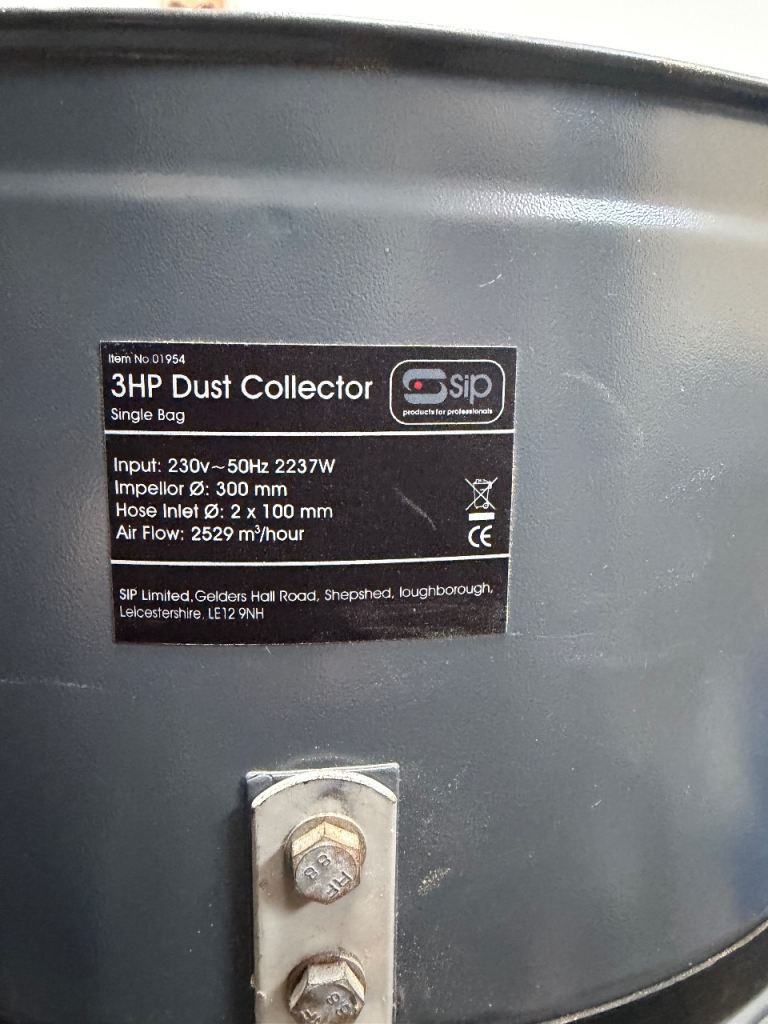 Item No.01954
3HP Dust Collector
Single Bag
Sip
products for professionals
Input: 230v~50Hz 2237W
Impellor Ø: 300 mm
Hose Inlet Ø: 2 x 100 mm
Air Flow: 2529 m³/hour
CE
SIP Limited,Gelders Hall Road, Shepshed, loughborough,
Leicestershire, LE12 9NH
HF
8.8